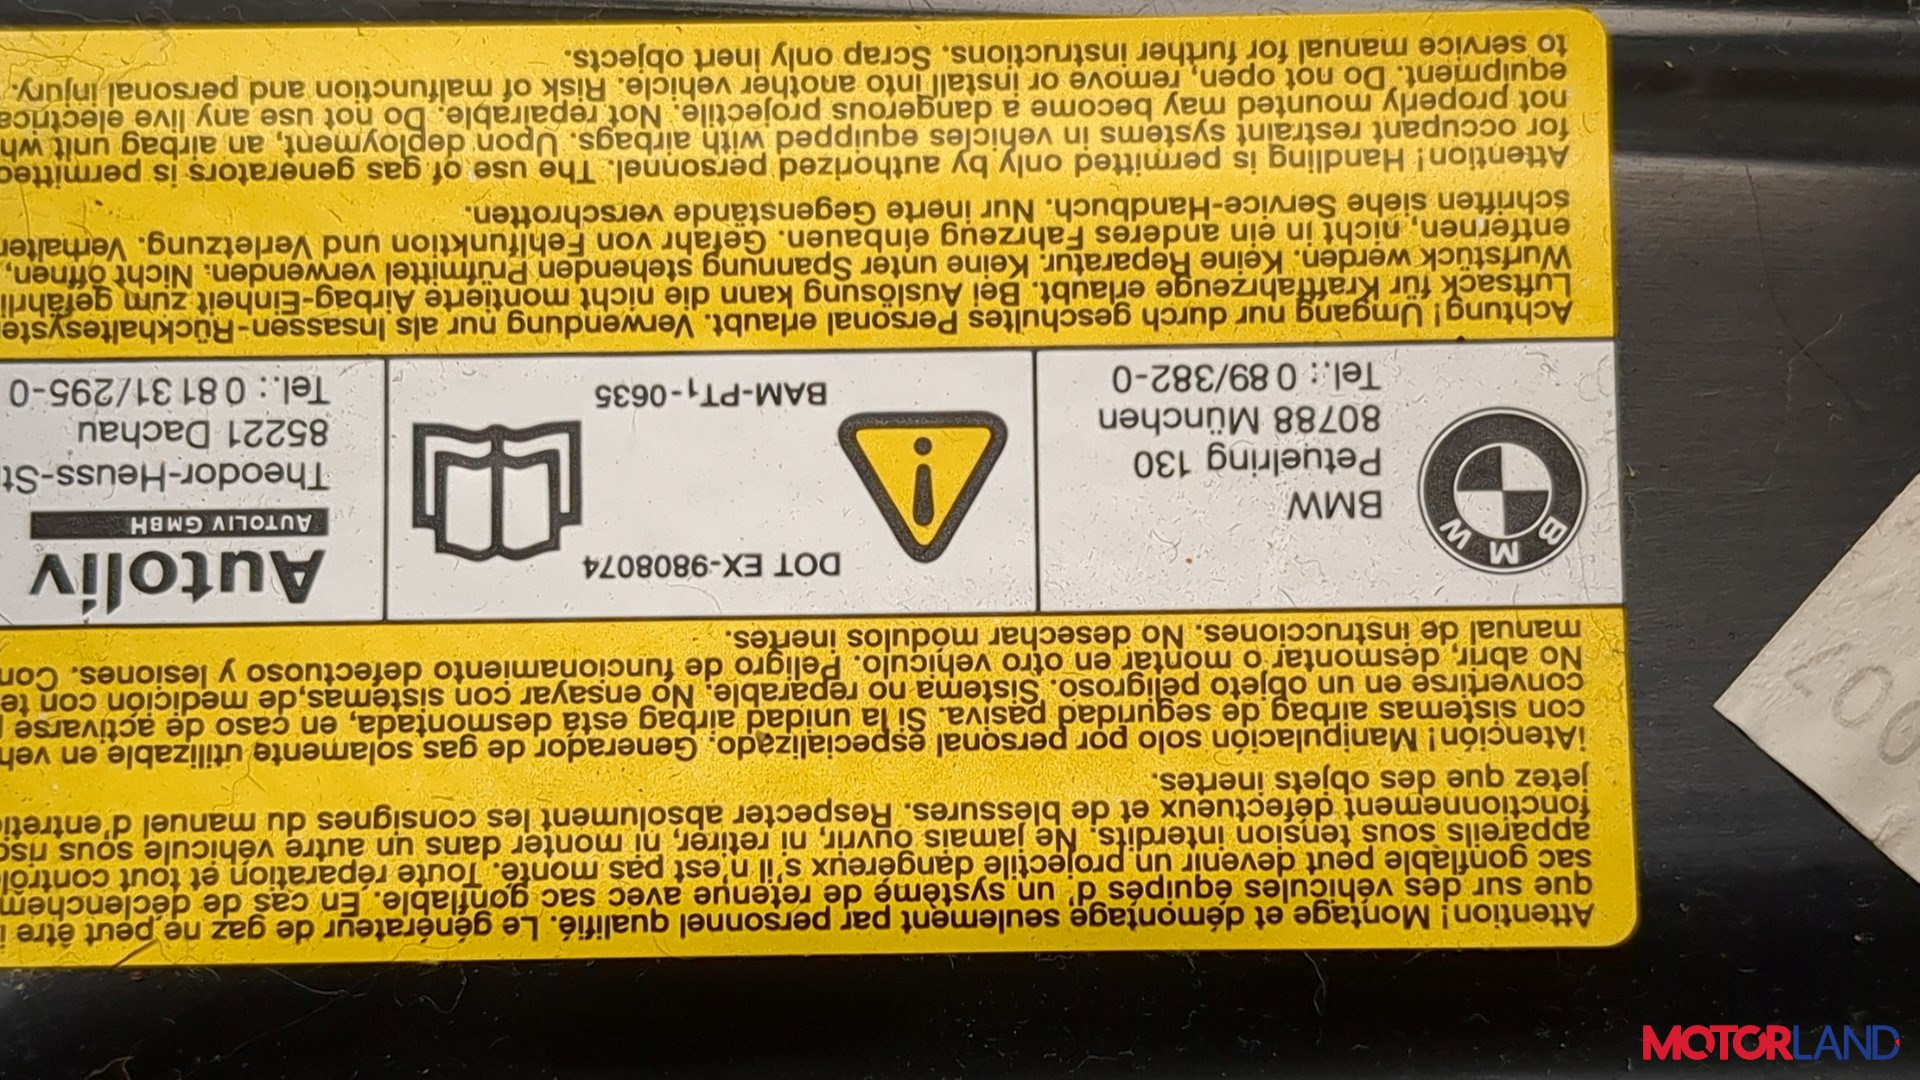 Attention! Montage et démontage seulement par personnel qualifié. Le générateur de gaz ne peut être
que sur des véhicules équipés d' un système de retenue avec sac gonflable. En cas de déclenchem
sac gonflable peut devenir un projectile dangereux s'il n'est pas monté. Toute réparation et tout contrôl
appareils sous tension interdits. Ne jamais ouvrir, ni retirer, ni monter dans un autre véhicule sous risq
fonctionnement défectueux et de blessures. Respecter absolument les consignes du manuel d'entreti
jetez que des objets inertes.
¡Atención! Manipulación solo por personal especializado. Generador de gas solamente utilizable en veh
con sistemas airbag de seguridad pasiva. Si la unidad airbag está desmontada, en caso de activarse
convertirse en un objeto peligroso. Sistema no reparable. No ensayar con sistemas,de medición con te
No abrir, desmontar o montar en otro vehículo. Peligro de funcionamiento defectuoso y lesiones. Con
manual de instrucciones. No desechar módulos inertes.
BMW
BMW
Petuelring 130
80788 München
Tel.: 0 89/382-0
DOT EX-9808074
BAM-PT1-0635
Autoliv
AUTOLIV GMBH
Theodor-Heuss-St
85221 Dachau
Tel.: 0 81 31/295-0
Achtung! Umgang nur durch geschultes Personal erlaubt. Verwendung nur als Insassen-Rückhaltesyste
Luftsack für Kraftfahrzeuge erlaubt. Bei Auslösung kann die nicht montierte Airbag-Einheit zum gefährli
Wurfstück werden. Keine Reparatur. Keine unter Spannung stehenden Prüfmittel verwenden. Nicht öffnen,
entfernen, nicht in ein anderes Fahrzeug einbauen. Gefahr von Fehlfunktion und Verletzung. Verhalten
schriften siehe Service-Handbuch. Nur inerte Gegenstände verschrotten.
Attention! Handling is permitted only by authorized personnel. The use of gas generators is permitted
for occupant restraint systems in vehicles equipped with airbags. Upon deployment, an airbag unit wh
not properly mounted may become a dangerous projectile. Not repairable. Do not use any live electrica
equipment. Do not open, remove or install into another vehicle. Risk of malfunction and personal injury.
to service manual for further instructions. Scrap only inert objects.
MOTORLAND